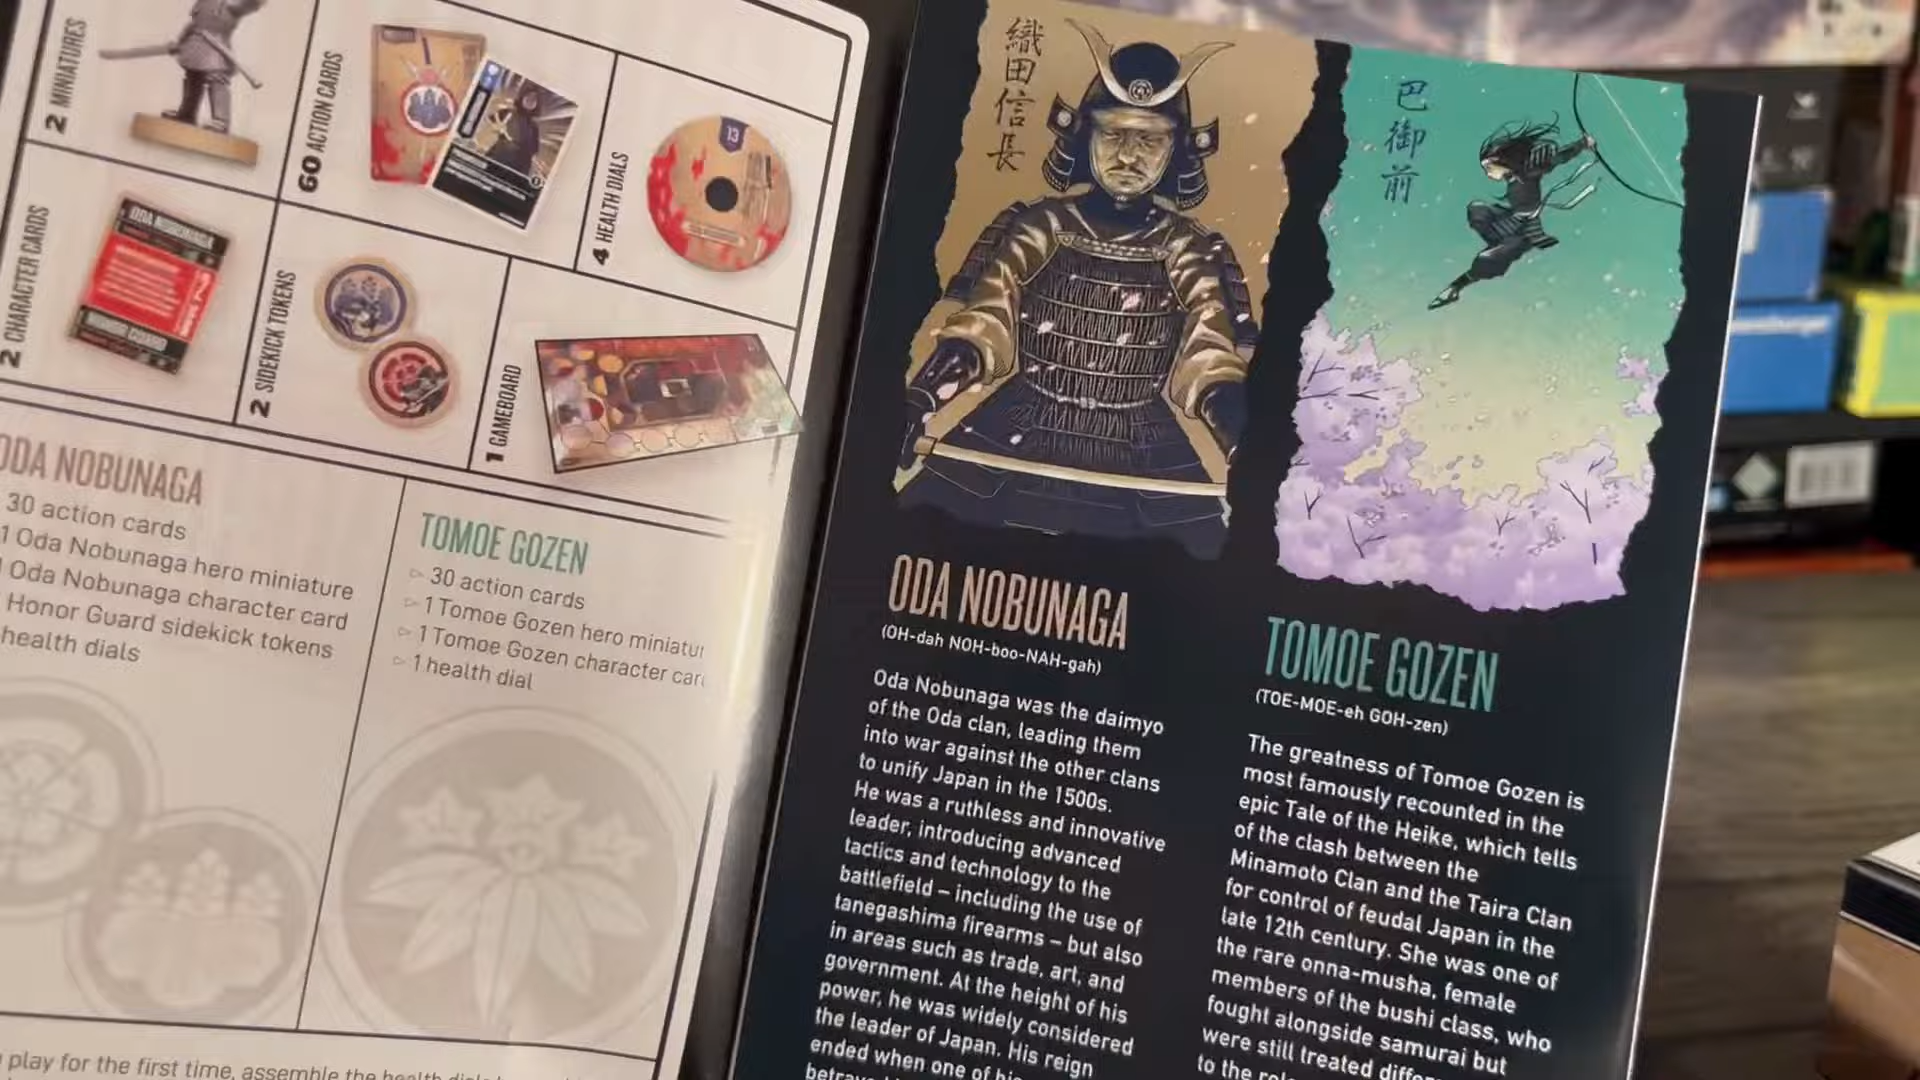 2 MINIATURES
60 ACTION CARDS
4 HEALTH DIALS
13
2 CHARACTER CARDS
ODA NOBUNAGA
HONOR GUARD
2 SIDEKICK TOKENS
1 GAMEBOARD
ODA NOBUNAGA
30 action cards
1 Oda Nobunaga hero miniature
1 Oda Nobunaga character card
Honor Guard sidekick tokens
health dials
TOMOE GOZEN
▷ 30 action cards
▷ 1 Tomoe Gozen hero miniatur
▷ 1 Tomoe Gozen character car
▷ 1 health dial
play for the first time, assemble the health dials
織田信長
ODA NOBUNAGA
(OH-dah NOH-boo-NAH-gah)
Oda Nobunaga was the daimyo
of the Oda clan, leading them
into war against the other clans
to unify Japan in the 1500s.
He was a ruthless and innovative
leader, introducing advanced
tactics and technology to the
battlefield – including the use of
tanegashima firearms – but also
in areas such as trade, art, and
government. At the height of his
power, he was widely considered
the leader of Japan. His reign
ended when one of his
巴御前
TOMOE GOZEN
(TOE-MOE-eh GOH-zen)
The greatness of Tomoe Gozen is
most famously recounted in the
epic Tale of the Heike, which tells
of the clash between the
Minamoto Clan and the Taira Clan
for control of feudal Japan in the
late 12th century. She was one of
the rare onna-musha, female
members of the bushi class, who
fought alongside samurai but
were still treated
to the